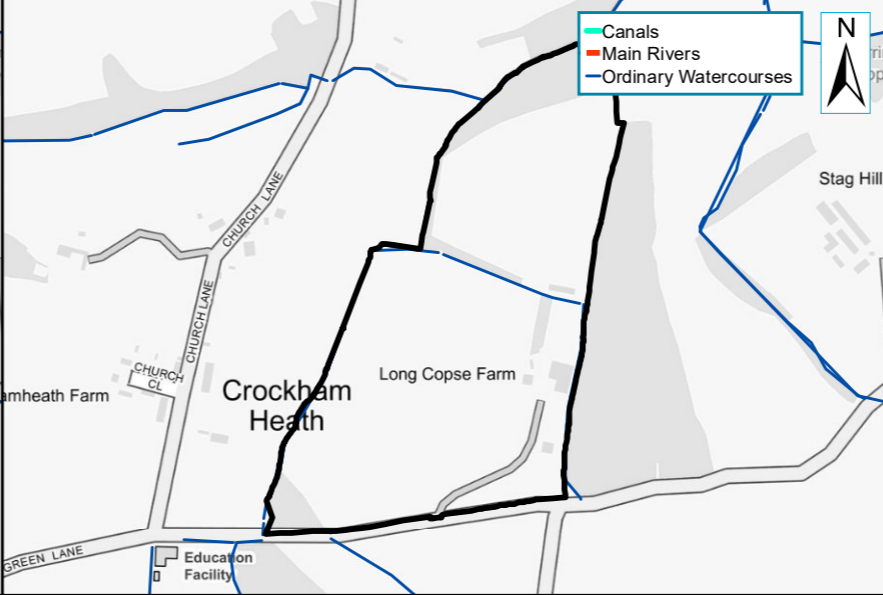 Canals
Main Rivers
Ordinary Watercourses
N
Stag Hill
CHURCH LANE
CHURCH LANE
CHURCH
CL
amheath Farm
Crockham
Heath
Long Copse Farm
GREEN LANE
Education
Facility